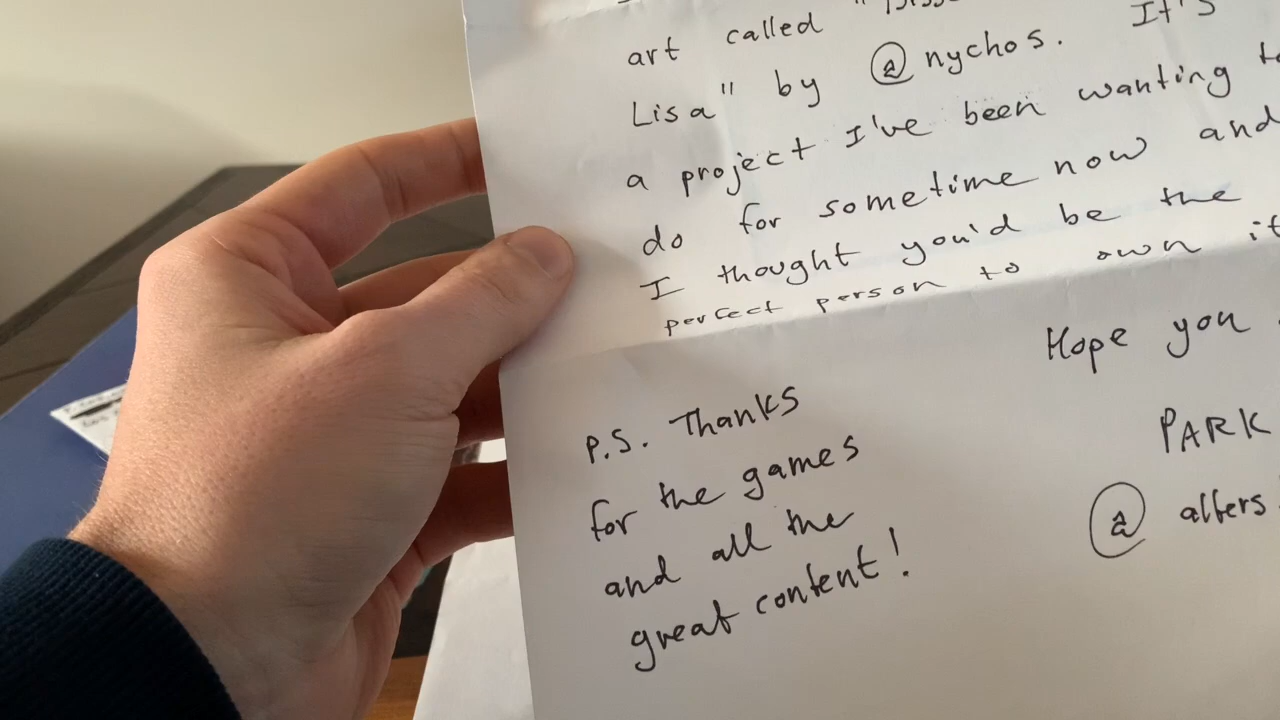 art called "
It's
Lisa" by @nychos.
a project I've been wanting
do for sometime now and
I thought you'd be the
perfect person to own it
Hope you
P.S. Thanks
for the games
and all the
great content!
PARK
@